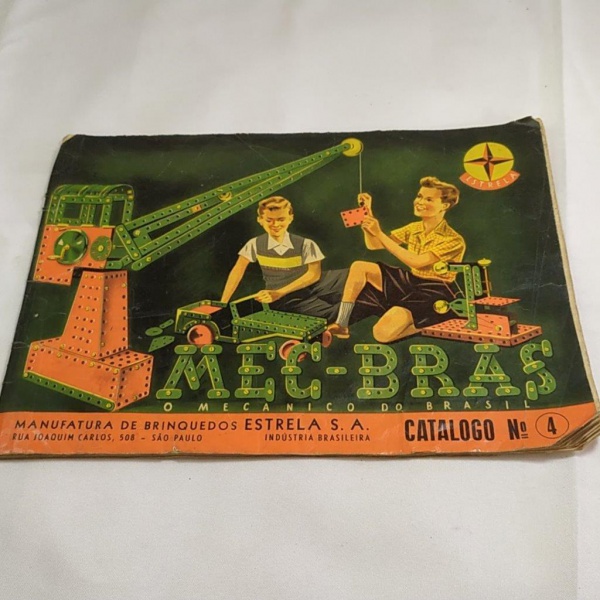 ESTRELA
MEC-BRAS
O MECANICO DO BRASIL
MANUFATURA DE BRINQUEDOS ESTRELA S. A.
RUA JOAQUIM CARLOS, 508 - SÃO PAULO INDÚSTRIA BRASILEIRA
CATALOGO Nº 4